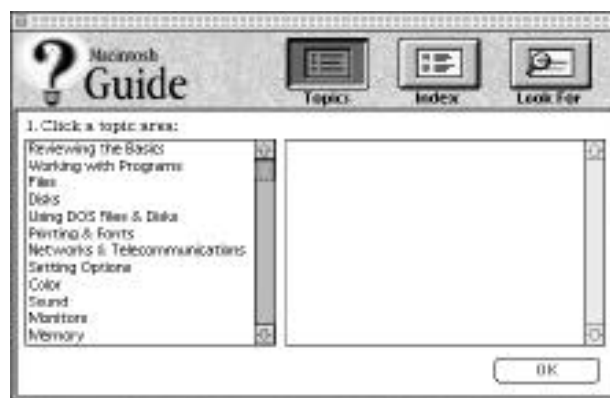 Macintosh
Guide
Topics
Index
Look For
1. Click a topic area:
Reviewing the Basics
Working with Programs
Files
Disks
Using DOS Files & Disks
Printing & Fonts
Networks & Telecommunications
Setting Options
Color
Sound
Monitors
Memory
OK